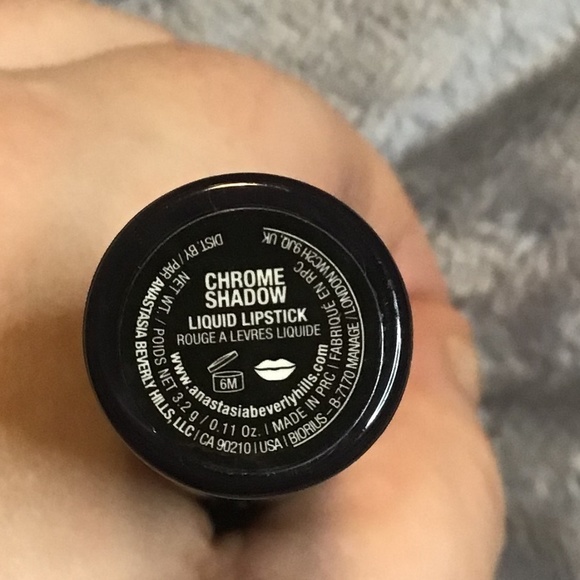 CHROME
SHADOW
LIQUID LIPSTICK
ROUGE A LEVRES LIQUIDE
6M
www.anastasiabeverlyhills.com
NET WT. / POIDS NET 3.2 g / 0.11 Oz. | MADE IN PRC | FABRIQUÉ EN RPC
DIST. BY / PAR ANASTASIA BEVERLY HILLS, LLC | CA 90210 | USA | BIORIUS – B-7170 MANAGE / LONDON WC2H 9JQ, UK